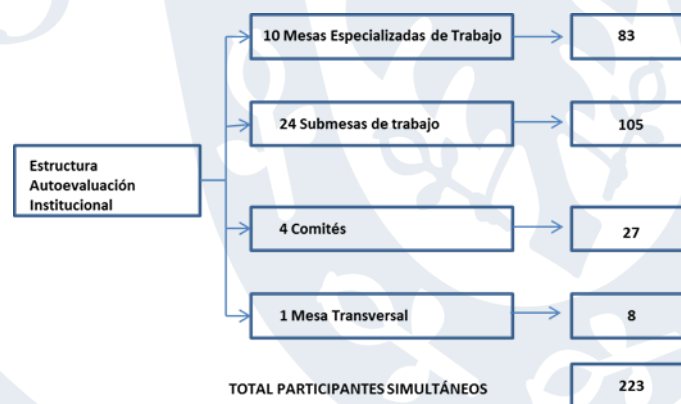 10 Mesas Especializadas de Trabajo
83
24 Submesas de trabajo
105
Estructura
Autoevaluación
Institucional
4 Comités
27
1 Mesa Transversal
8
TOTAL PARTICIPANTES SIMULTÁNEOS
223